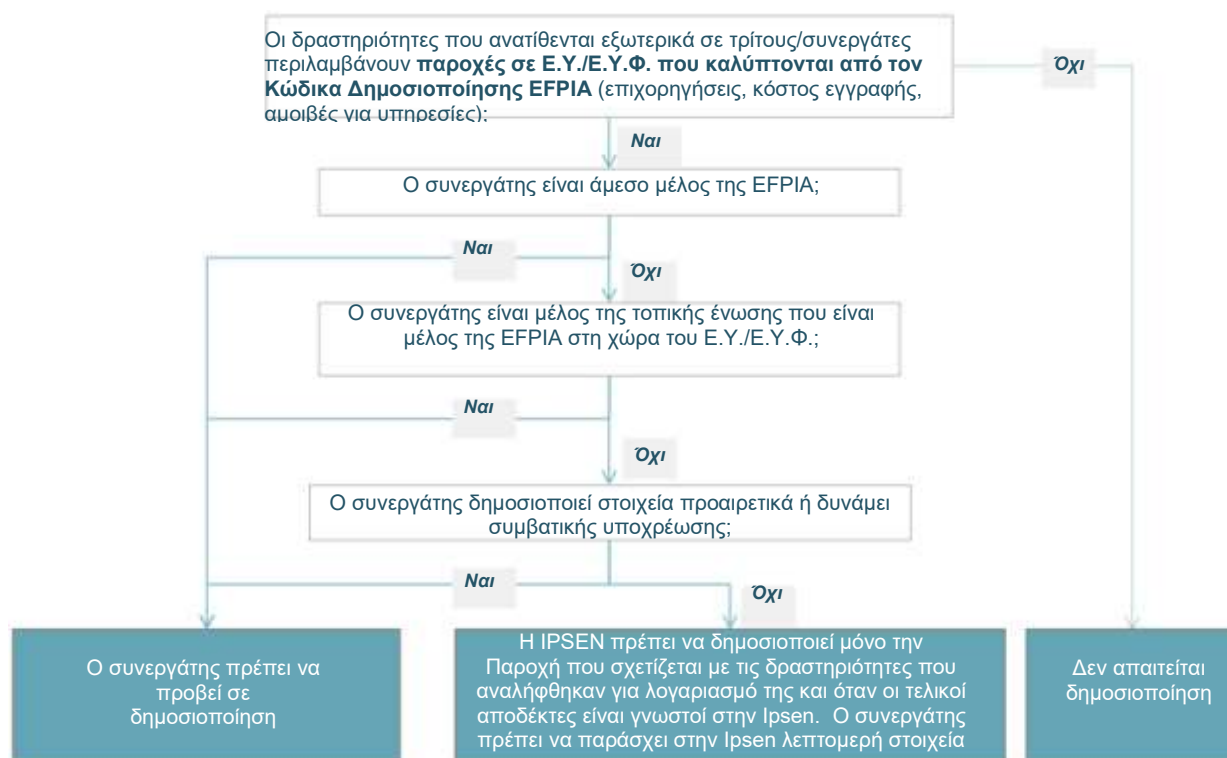 Οι δραστηριότητες που ανατίθενται εξωτερικά σε τρίτους/συνεργάτες
περιλαμβάνουν παροχές σε Ε.Υ./Ε.Υ.Φ. που καλύπτονται από τον
Κώδικα Δημοσιοποίησης EFPIA (επιχορηγήσεις, κόστος εγγραφής,
αμοιβές για υπηρεσίες);
Όχι
Ναι
Ο συνεργάτης είναι άμεσο μέλος της EFPIA;
Ναι
Όχι
Ο συνεργάτης είναι μέλος της τοπικής ένωσης που είναι
μέλος της EFPIA στη χώρα του Ε.Υ./Ε.Υ.Φ.;
Ναι
Όχι
Ο συνεργάτης δημοσιοποιεί στοιχεία προαιρετικά ή δυνάμει
συμβατικής υποχρέωσης;
Ναι
Όχι
Ο συνεργάτης πρέπει να
προβεί σε
δημοσιοποίηση
Η IPSEN πρέπει να δημοσιοποιεί μόνο την
Παροχή που σχετίζεται με τις δραστηριότητες που
αναλήφθηκαν για λογαριασμό της και όταν οι τελικοί
αποδέκτες είναι γνωστοί στην Ipsen. Ο συνεργάτης
πρέπει να παράσχει στην Ipsen λεπτομερή στοιχεία
Δεν απαιτείται
δημοσιοποίηση